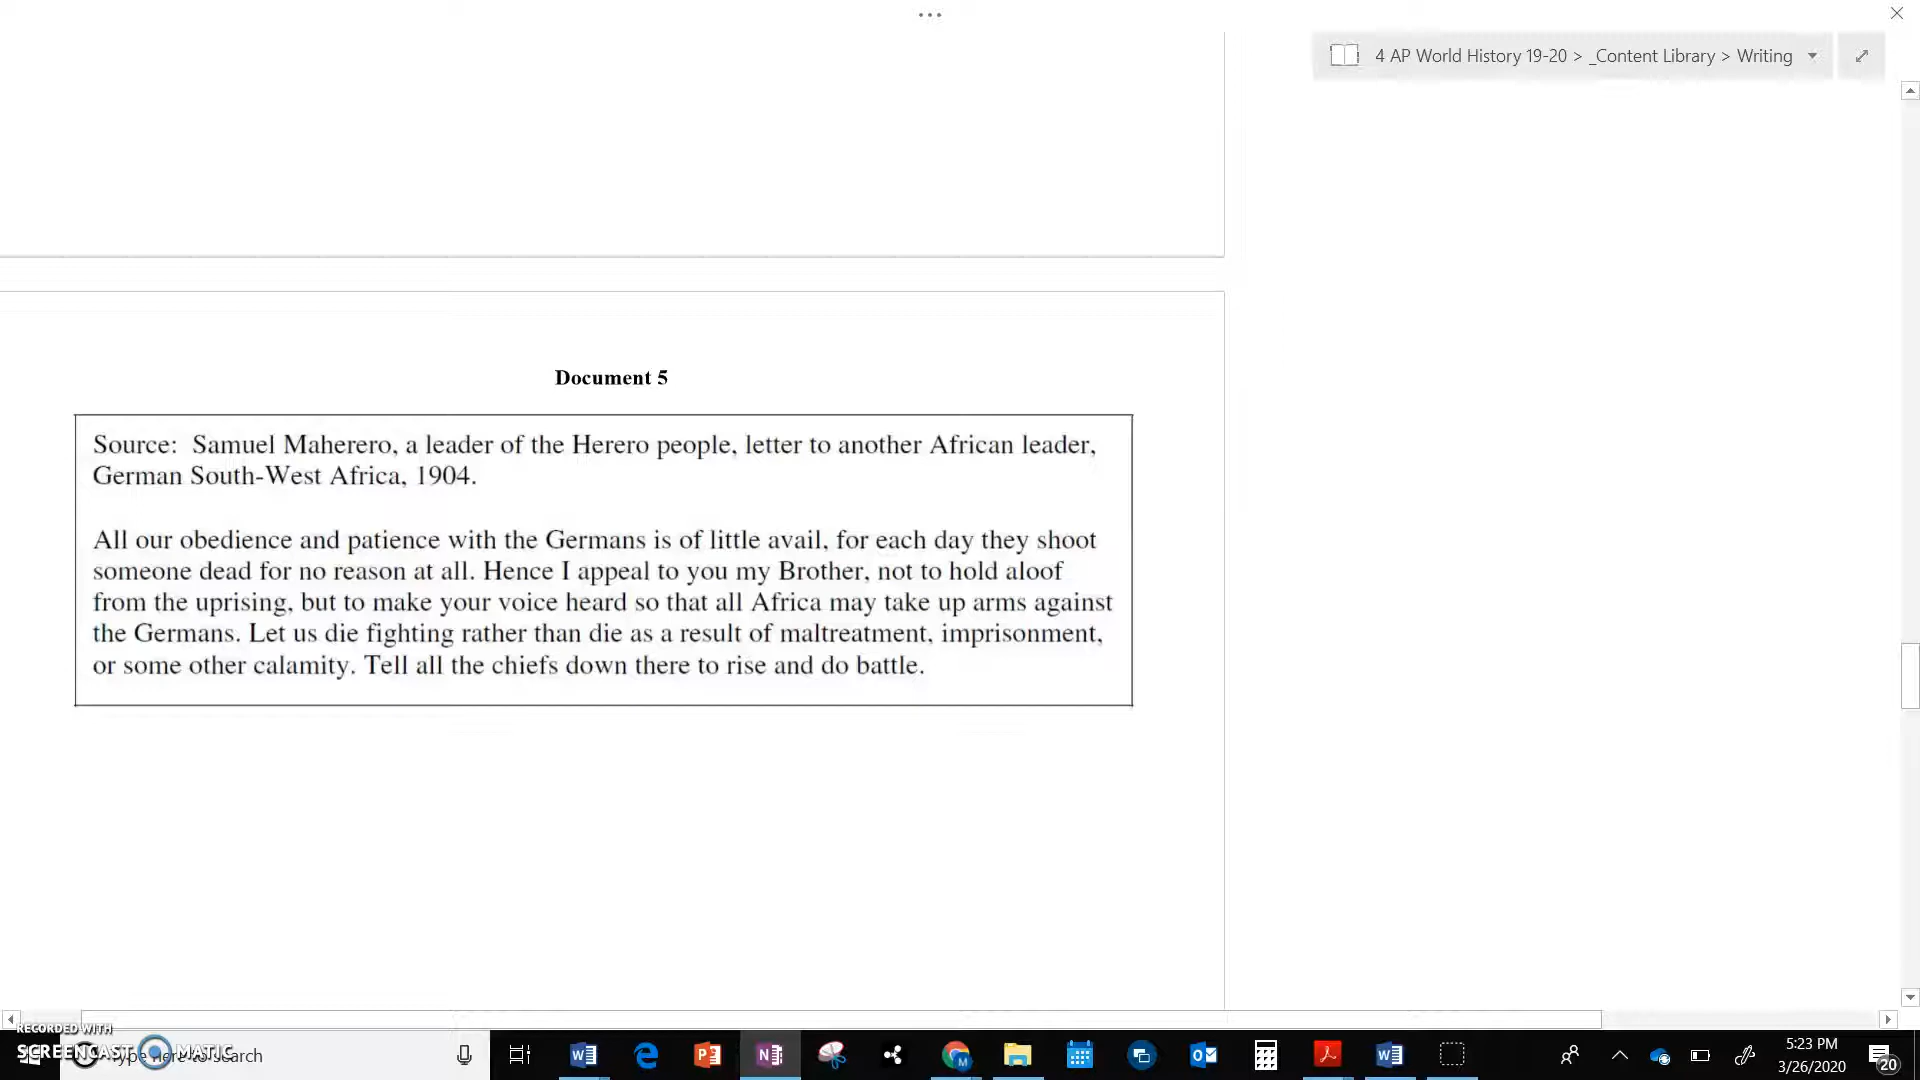 4 AP World History 19-20 > _Content Library > Writing
Document 5
Source: Samuel Maherero, a leader of the Herero people, letter to another African leader,
German South-West Africa, 1904.
All our obedience and patience with the Germans is of little avail, for each day they shoot
someone dead for no reason at all. Hence I appeal to you my Brother, not to hold aloof
from the uprising, but to make your voice heard so that all Africa may take up arms against
the Germans. Let us die fighting rather than die as a result of maltreatment, imprisonment,
or some other calamity. Tell all the chiefs down there to rise and do battle.
RECORDED WITH
SCREENCAST MATIC
Type here to search
5:23 PM
3/26/2020
20